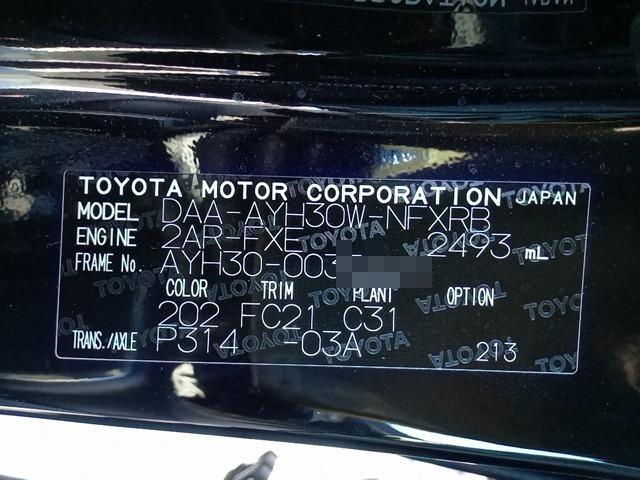 TOYOTA MOTOR CORPORATION JAPAN
MODEL DAA-AYH30W-NFXRB
ENGINE 2AR-FXE 2493 mL
FRAME No. AYH30-003
COLOR TRIM PLANT OPTION
202 FC21 C31
TRANS./AXLE P314 -03A 213